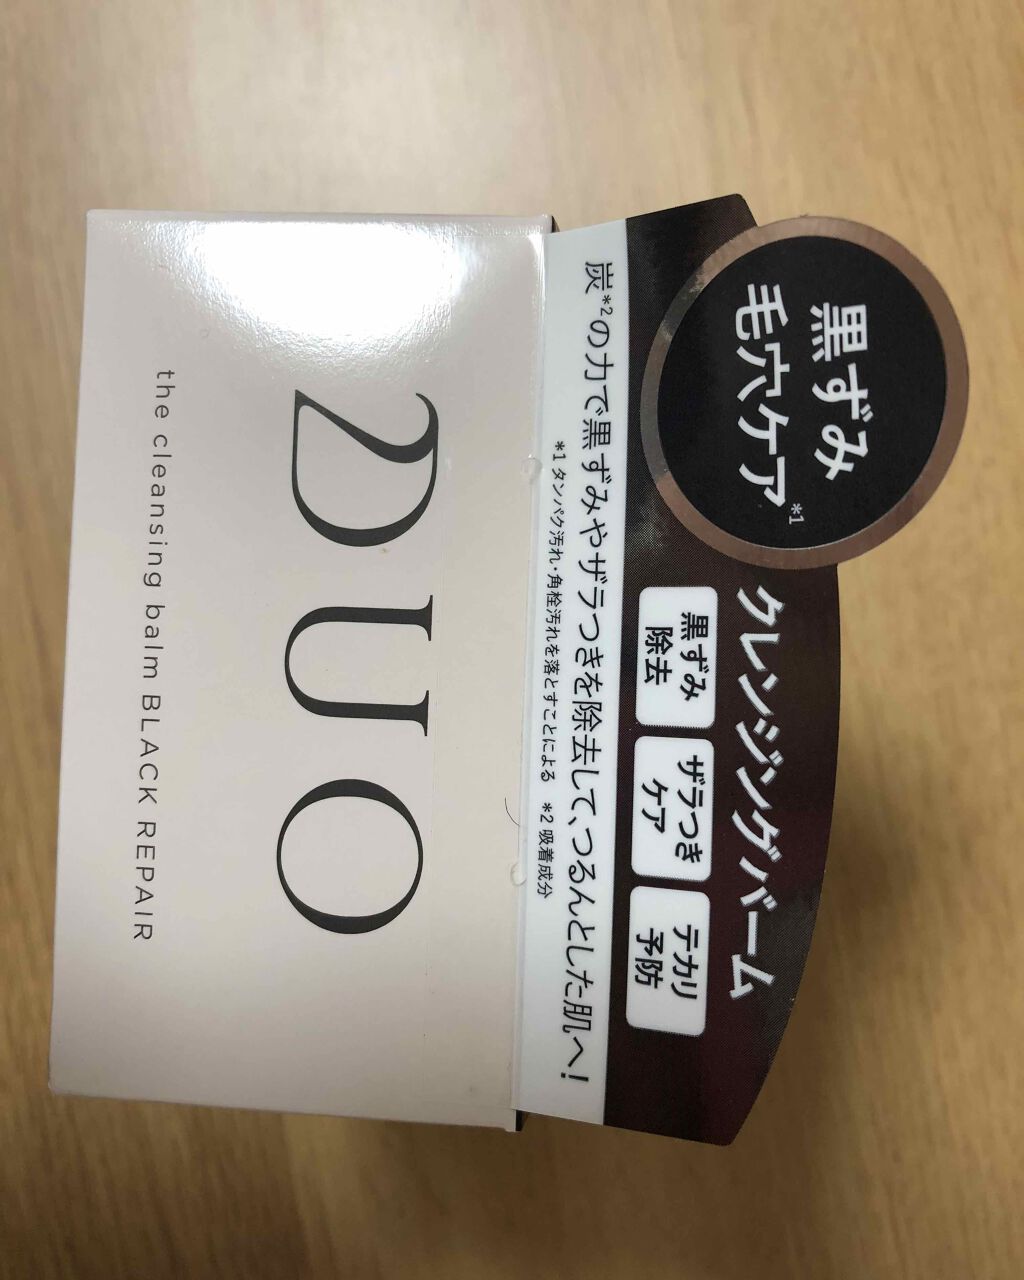 黒ずみ
毛穴ケア*1
クレンジングバーム
黒ずみ
除去
ザラつき
ケア
テカリ
予防
炭*2の力で黒ずみやザラつきを除去して、つるんとした肌へ!
*1 タンパク汚れ・角栓汚れを落とすことによる *2 吸着成分
DUO
the cleansing balm BLACK REPAIR